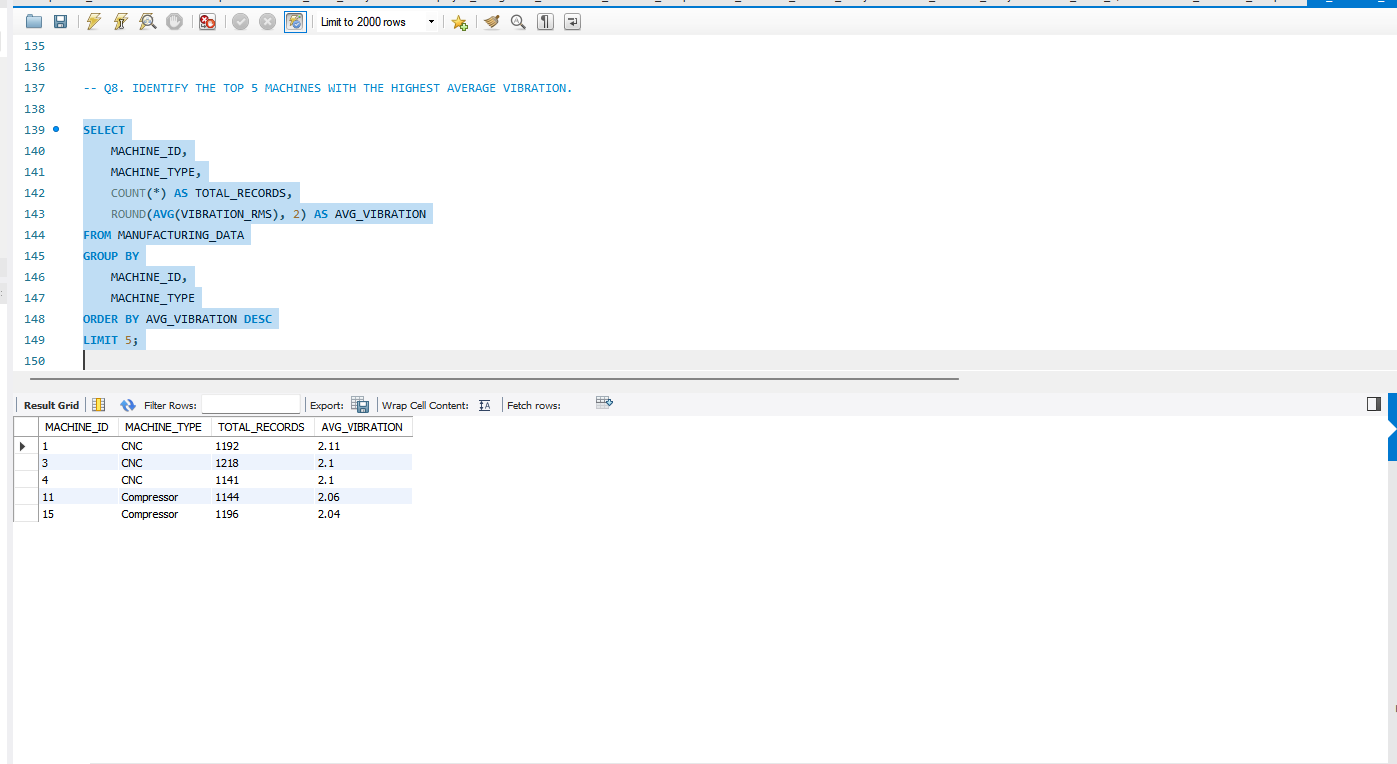 Limit to 2000 rows
135
136
137 -- Q8. IDENTIFY THE TOP 5 MACHINES WITH THE HIGHEST AVERAGE VIBRATION.
138
139 SELECT
140 MACHINE_ID,
141 MACHINE_TYPE,
142 COUNT(*) AS TOTAL_RECORDS,
143 ROUND(AVG(VIBRATION_RMS), 2) AS AVG_VIBRATION
144 FROM MANUFACTURING_DATA
145 GROUP BY
146 MACHINE_ID,
147 MACHINE_TYPE
148 ORDER BY AVG_VIBRATION DESC
149 LIMIT 5;
150
Result Grid Filter Rows: Export: Wrap Cell Content: Fetch rows:
MACHINE_ID MACHINE_TYPE TOTAL_RECORDS AVG_VIBRATION
1 CNC 1192 2.11
3 CNC 1218 2.1
4 CNC 1141 2.1
11 Compressor 1144 2.06
15 Compressor 1196 2.04